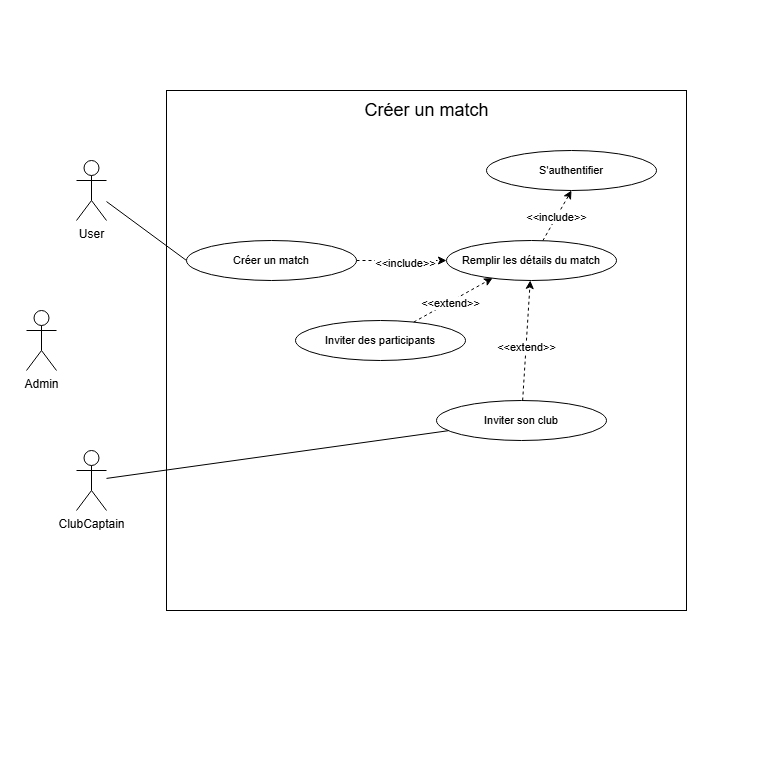 Créer un match
S'authentifier
<<include>>
User
Créer un match
<<include>>
Remplir les détails du match
<<extend>>
Inviter des participants
<<extend>>
Admin
Inviter son club
ClubCaptain